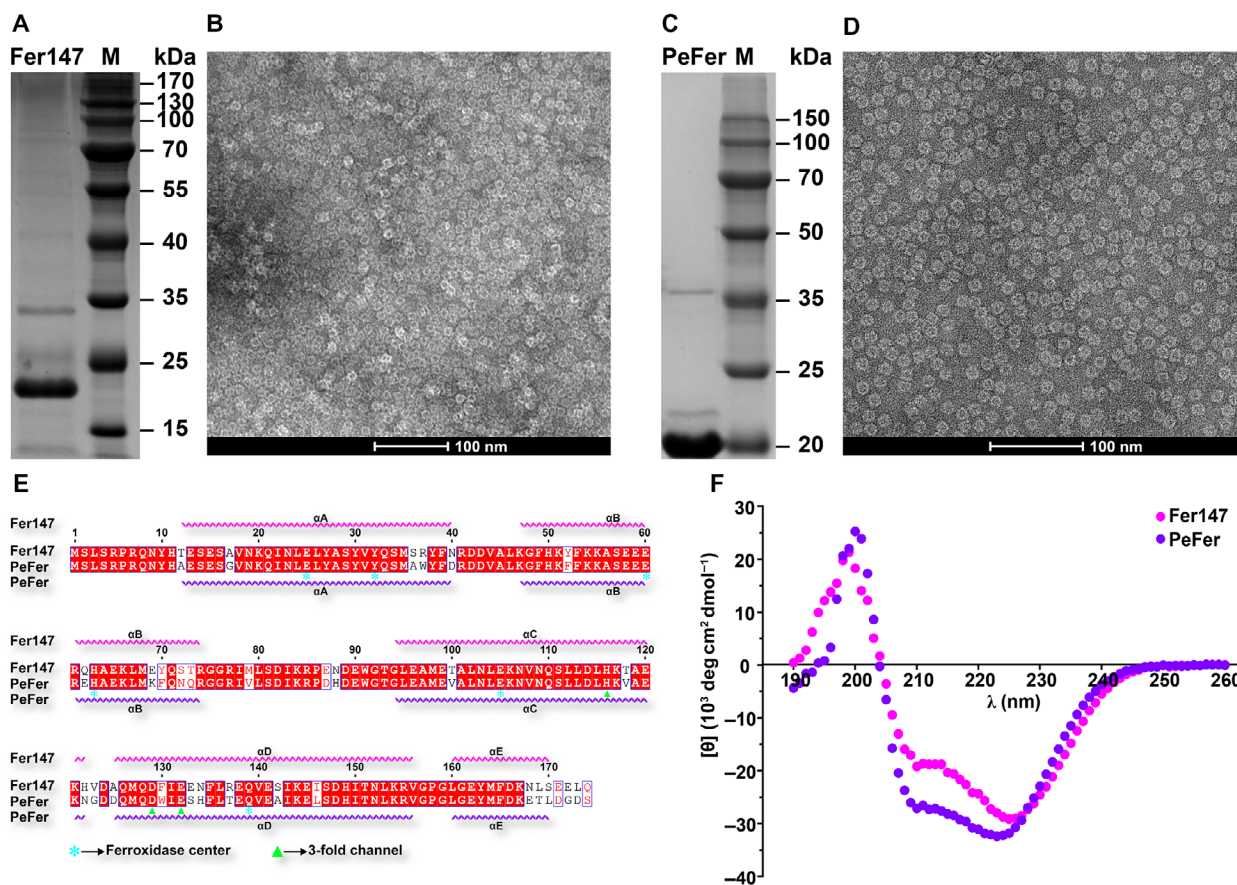 A
Fer147 M kDa
170
130
100
70
55
40
35
25
15
B
100 nm
C
PeFer M kDa
150
100
70
50
35
25
20
D
100 nm
E
Fer147 αA αB
1 10 20 30 40 50 60
Fer147 MSLSRPRQNYHTESESAVNKQINLELYASYVYQSMSRYFNRDDVALKGFHKYFKKASEEE
PeFer MSLSRPRQNYHAESESGVNKQINLELYASYVYQSMAWYFDRDDVALKGFHKFFKKASEEE
PeFer αA αB
Fer147 αB αC
70 80 90 100 110 120
Fer147 RQHAEKLMEYQSTRGGRIMLSDIKRPENDEWGTGLEAMETALNLEKNVNQSLLDLHKTAE
PeFer REHAEKLMKFQNQRGGRIVLSDIKRPDHDEWGTGLEAMEVALNLEKNVNQSLLDLHKVAE
PeFer αB αC
Fer147 αD αE
130 140 150 160 170
Fer147 KHVDAQMQDFIEENFLREQVESIKEISDHITNLKRVGPGLGEYMFDKNLSEELQ
PeFer KNGDDQMQDWIESHFLTEQVEAIKELSDHITNLKRVGPGLGEYMFDKETLDGDS
PeFer αD αE
Ferroxidase center 3-fold channel
F
Fer147
PeFer
30
20
10
0
-10
-20
-30
-40
190 200 210 220 230 240 250 260
λ (nm)
[θ] (10³ deg cm² dmol⁻¹)